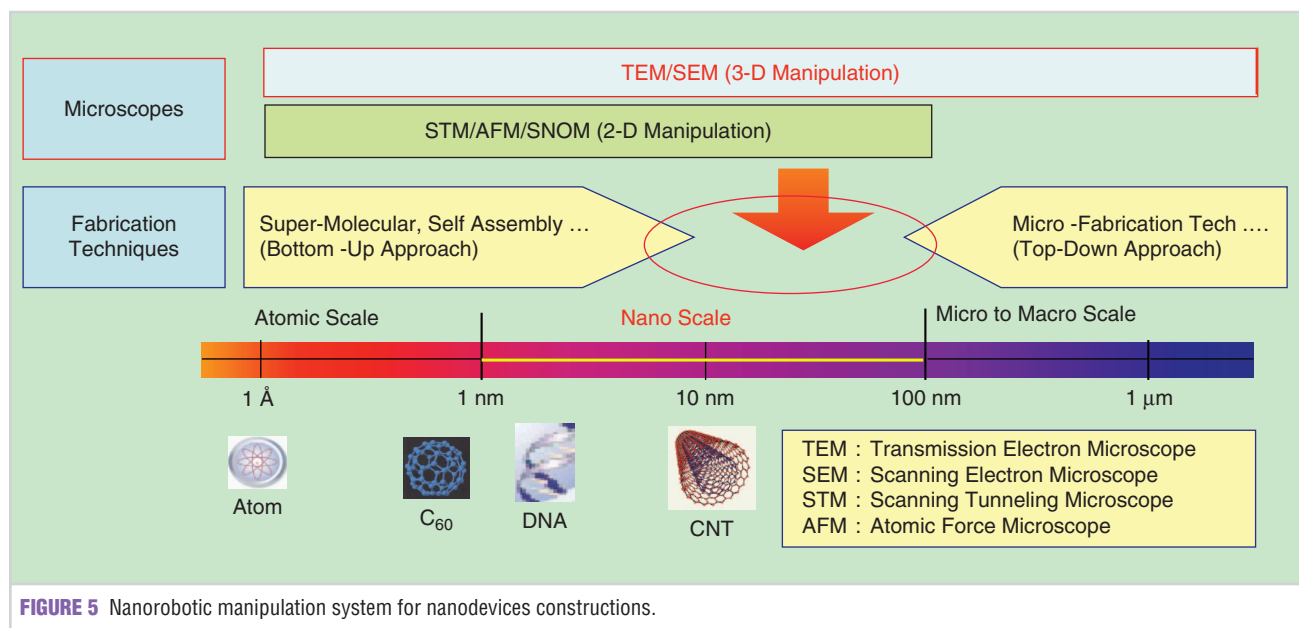 TEM/SEM (3-D Manipulation)
Microscopes
STM/AFM/SNOM (2-D Manipulation)
Fabrication
Techniques
Super-Molecular, Self Assembly …
(Bottom -Up Approach)
Micro -Fabrication Tech ….
(Top-Down Approach)
Atomic Scale
Nano Scale
Micro to Macro Scale
1 Å
1 nm
10 nm
100 nm
1 μm
Atom
C₆₀
DNA
CNT
TEM : Transmission Electron Microscope
SEM : Scanning Electron Microscope
STM : Scanning Tunneling Microscope
AFM : Atomic Force Microscope
FIGURE 5 Nanorobotic manipulation system for nanodevices constructions.